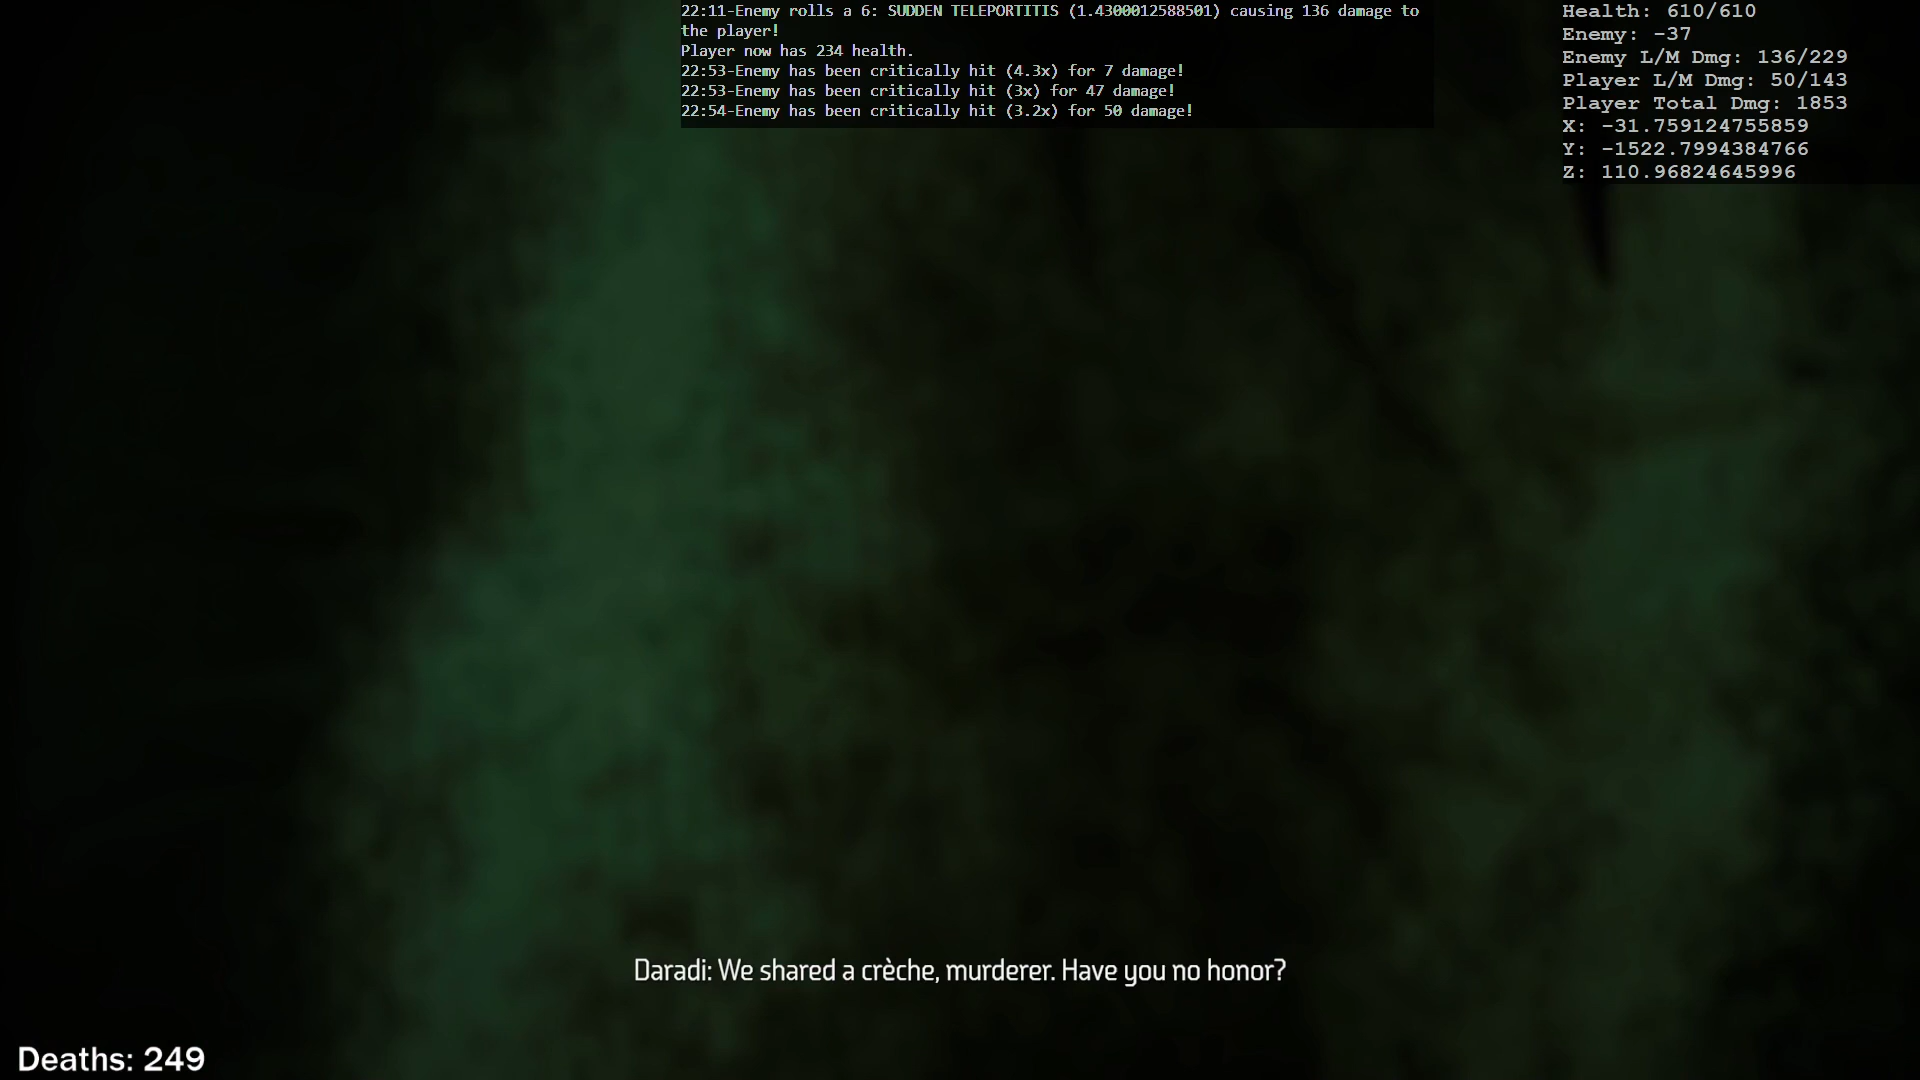 22:11-Enemy rolls a 6: SUDDEN TELEPORTITIS (1.4300012588501) causing 136 damage to
the player!
Player now has 234 health.
22:53-Enemy has been critically hit (4.3x) for 7 damage!
22:53-Enemy has been critically hit (3x) for 47 damage!
22:54-Enemy has been critically hit (3.2x) for 50 damage!
Health: 610/610
Enemy: -37
Enemy L/M Dmg: 136/229
Player L/M Dmg: 50/143
Player Total Dmg: 1853
X: -31.759124755859
Y: -1522.7994384766
Z: 110.96824645996
Daradi: We shared a crèche, murderer. Have you no honor?
Deaths: 249